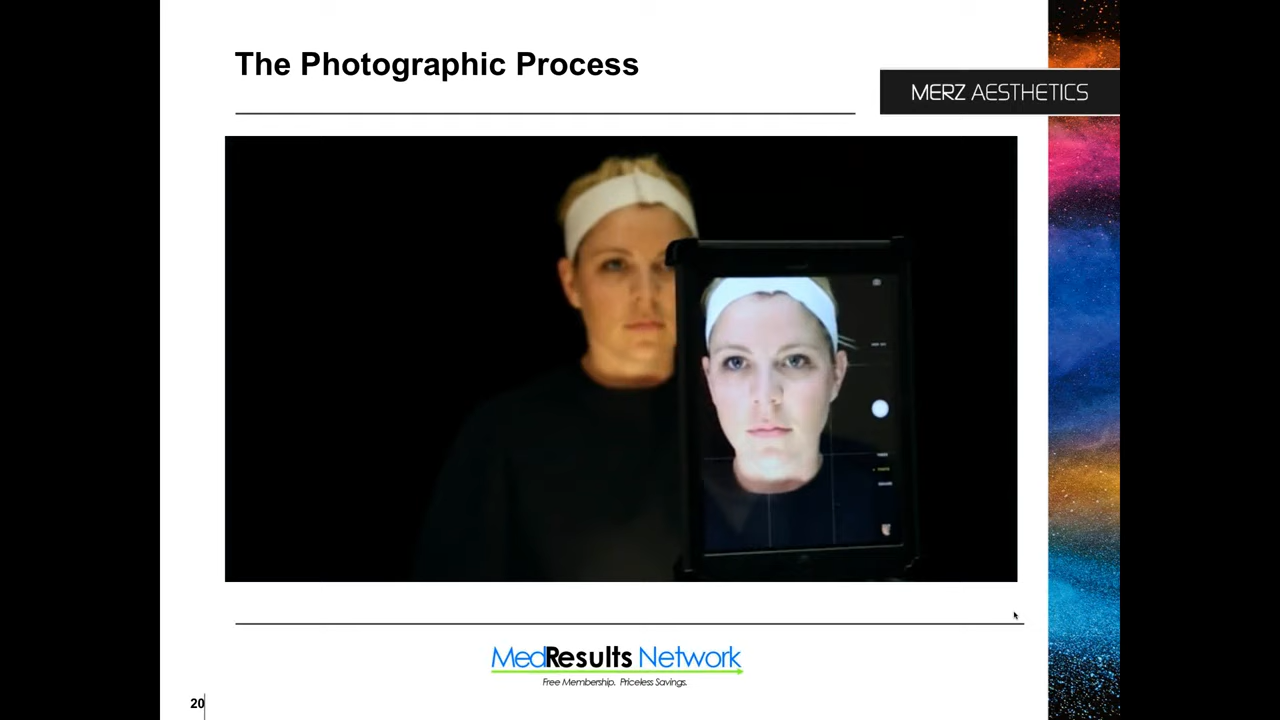 The Photographic Process
MERZ AESTHETICS
MedResults Network
Free Membership. Priceless Savings.
20